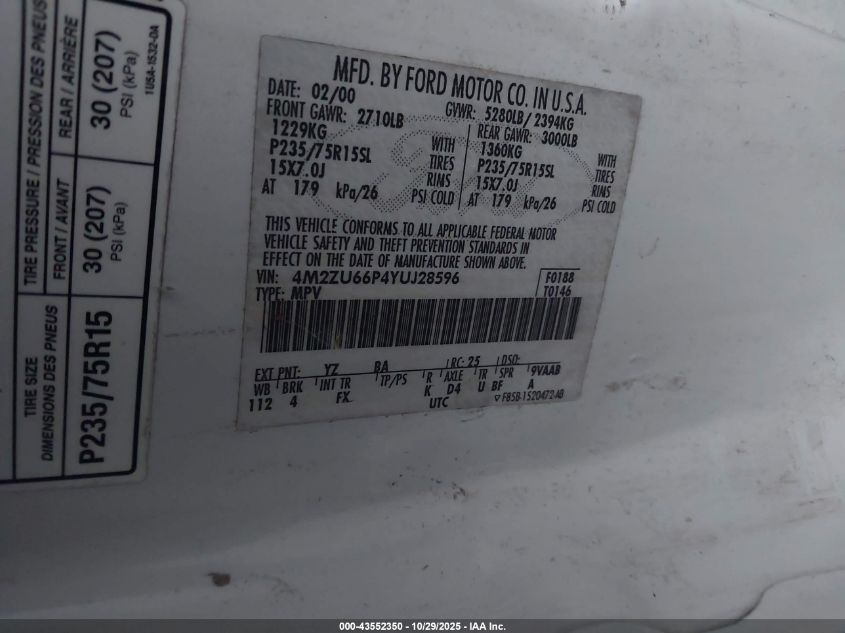 TIRE PRESSURE / PRESSION DES PNEUS
FRONT / AVANT
REAR / ARRIÈRE
30 (207)
PSI (kPa)
30 (207)
PSI (kPa)
1U5A-1532-DA
TIRE SIZE
DIMENSIONS DES PNEUS
P235/75R15
MFD. BY FORD MOTOR CO. IN U.S.A.
DATE: 02/00 GVWR: 5280LB/ 2394KG
FRONT GAWR: 2710LB REAR GAWR: 3000LB
1229KG WITH 1360KG WITH
P235/75R15SL TIRES P235/75R15SL TIRES
15X7.0J RIMS 15X7.0J RIMS
AT 179 kPa/26 PSI COLD AT 179 kPa/26 PSI COLD
THIS VEHICLE CONFORMS TO ALL APPLICABLE FEDERAL MOTOR
VEHICLE SAFETY AND THEFT PREVENTION STANDARDS IN
EFFECT ON THE DATE OF MANUFACTURE SHOWN ABOVE.
VIN: 4M2ZU66P4YUJ28596 F0188
TYPE: MPV T0146
EXT PNT: YZ BA RC: 25 DSO:
WB BRK INT TR TP/PS R AXLE TR SPR 9VAAB
112 4 FX K D4 U BF A
UTC ▽F85B-1520472-AB
000-43552350 | 10/29/2025 - IAA Inc.